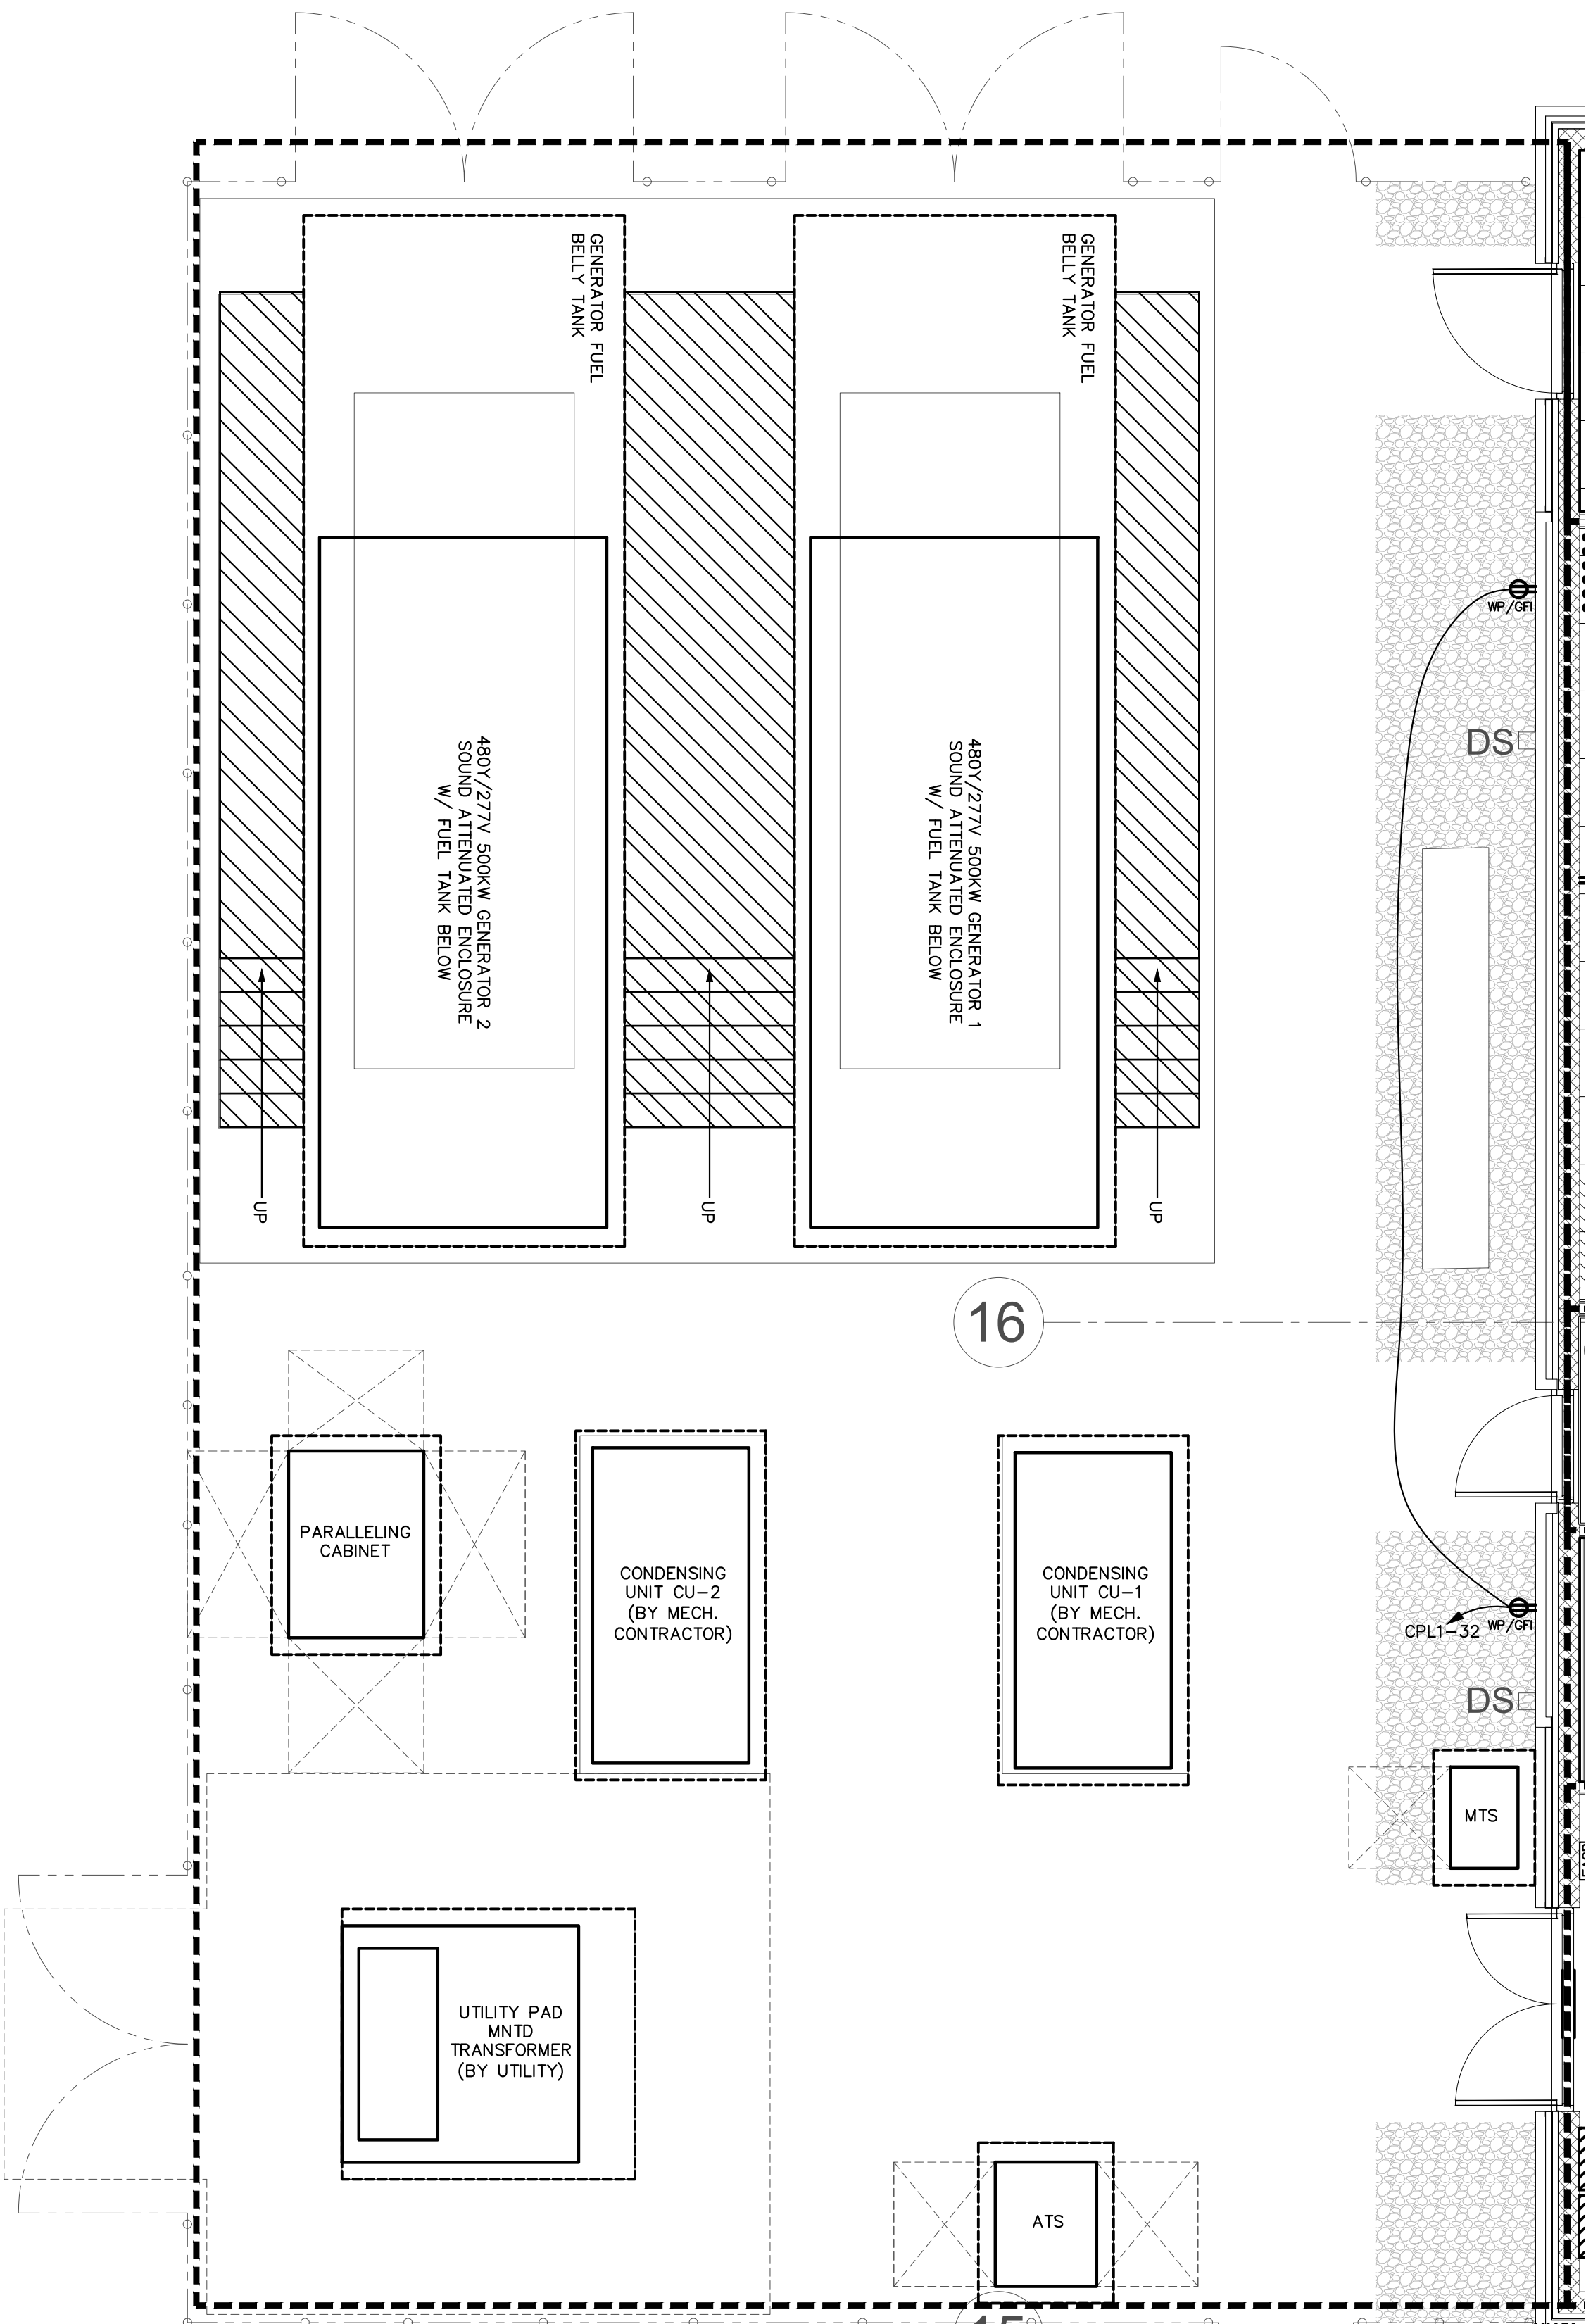 GENERATOR FUEL
BELLY TANK
GENERATOR FUEL
BELLY TANK
WP/GFI
DS
480Y/277V 500KW GENERATOR 2
SOUND ATTENUATED ENCLOSURE
W/ FUEL TANK BELOW
480Y/277V 500KW GENERATOR 1
SOUND ATTENUATED ENCLOSURE
W/ FUEL TANK BELOW
UP
UP
UP
16
PARALLELING
CABINET
CONDENSING
UNIT CU-2
(BY MECH.
CONTRACTOR)
CONDENSING
UNIT CU-1
(BY MECH.
CONTRACTOR)
CPL1-32
WP/GFI
DS
MTS
UTILITY PAD
MNTD
TRANSFORMER
(BY UTILITY)
ATS
15